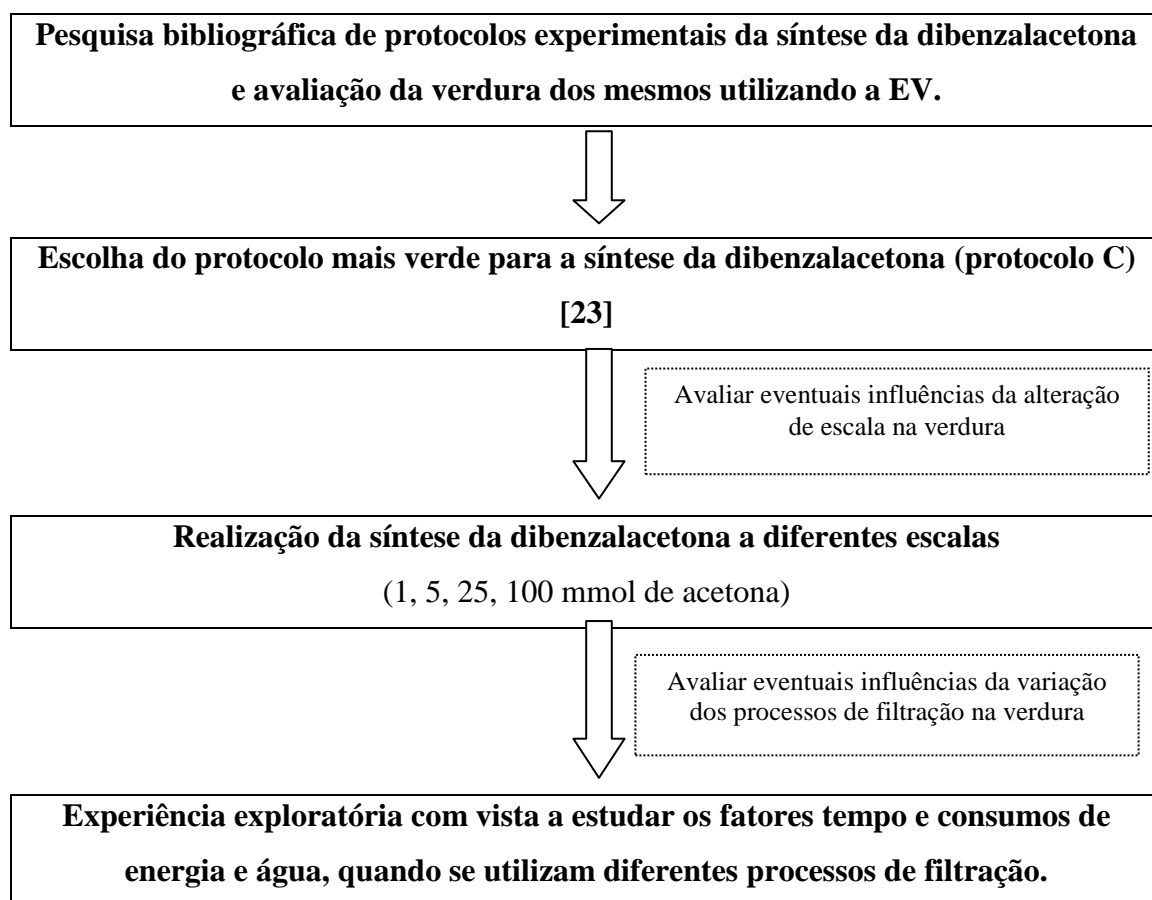 Pesquisa bibliográfica de protocolos experimentais da síntese da dibenzalacetona
e avaliação da verdura dos mesmos utilizando a EV.
Escolha do protocolo mais verde para a síntese da dibenzalacetona (protocolo C)
[23]
Avaliar eventuais influências da alteração
de escala na verdura
Realização da síntese da dibenzalacetona a diferentes escalas
(1, 5, 25, 100 mmol de acetona)
Avaliar eventuais influências da variação
dos processos de filtração na verdura
Experiência exploratória com vista a estudar os fatores tempo e consumos de
energia e água, quando se utilizam diferentes processos de filtração.